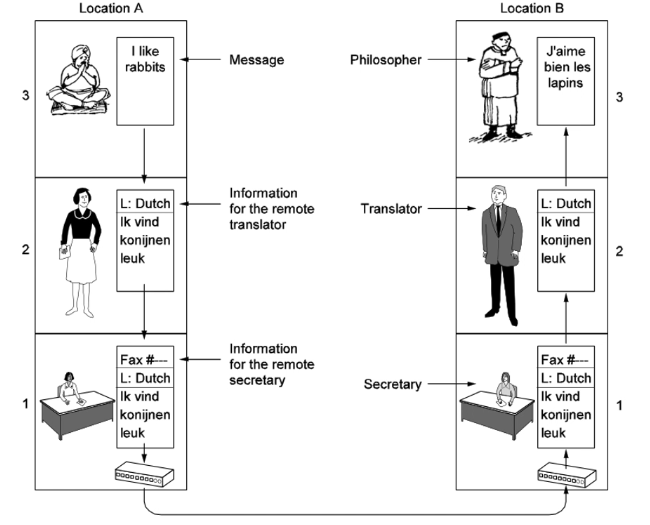 Location A
Location B
I like
rabbits
Message
Philosopher
J'aime
bien les
lapins
3
3
L: Dutch
Ik vind
konijnen
leuk
Information
for the remote
translator
Translator
L: Dutch
Ik vind
konijnen
leuk
2
2
Fax #---
L: Dutch
Ik vind
konijnen
leuk
Information
for the remote
secretary
Secretary
Fax #---
L: Dutch
Ik vind
konijnen
leuk
1
1